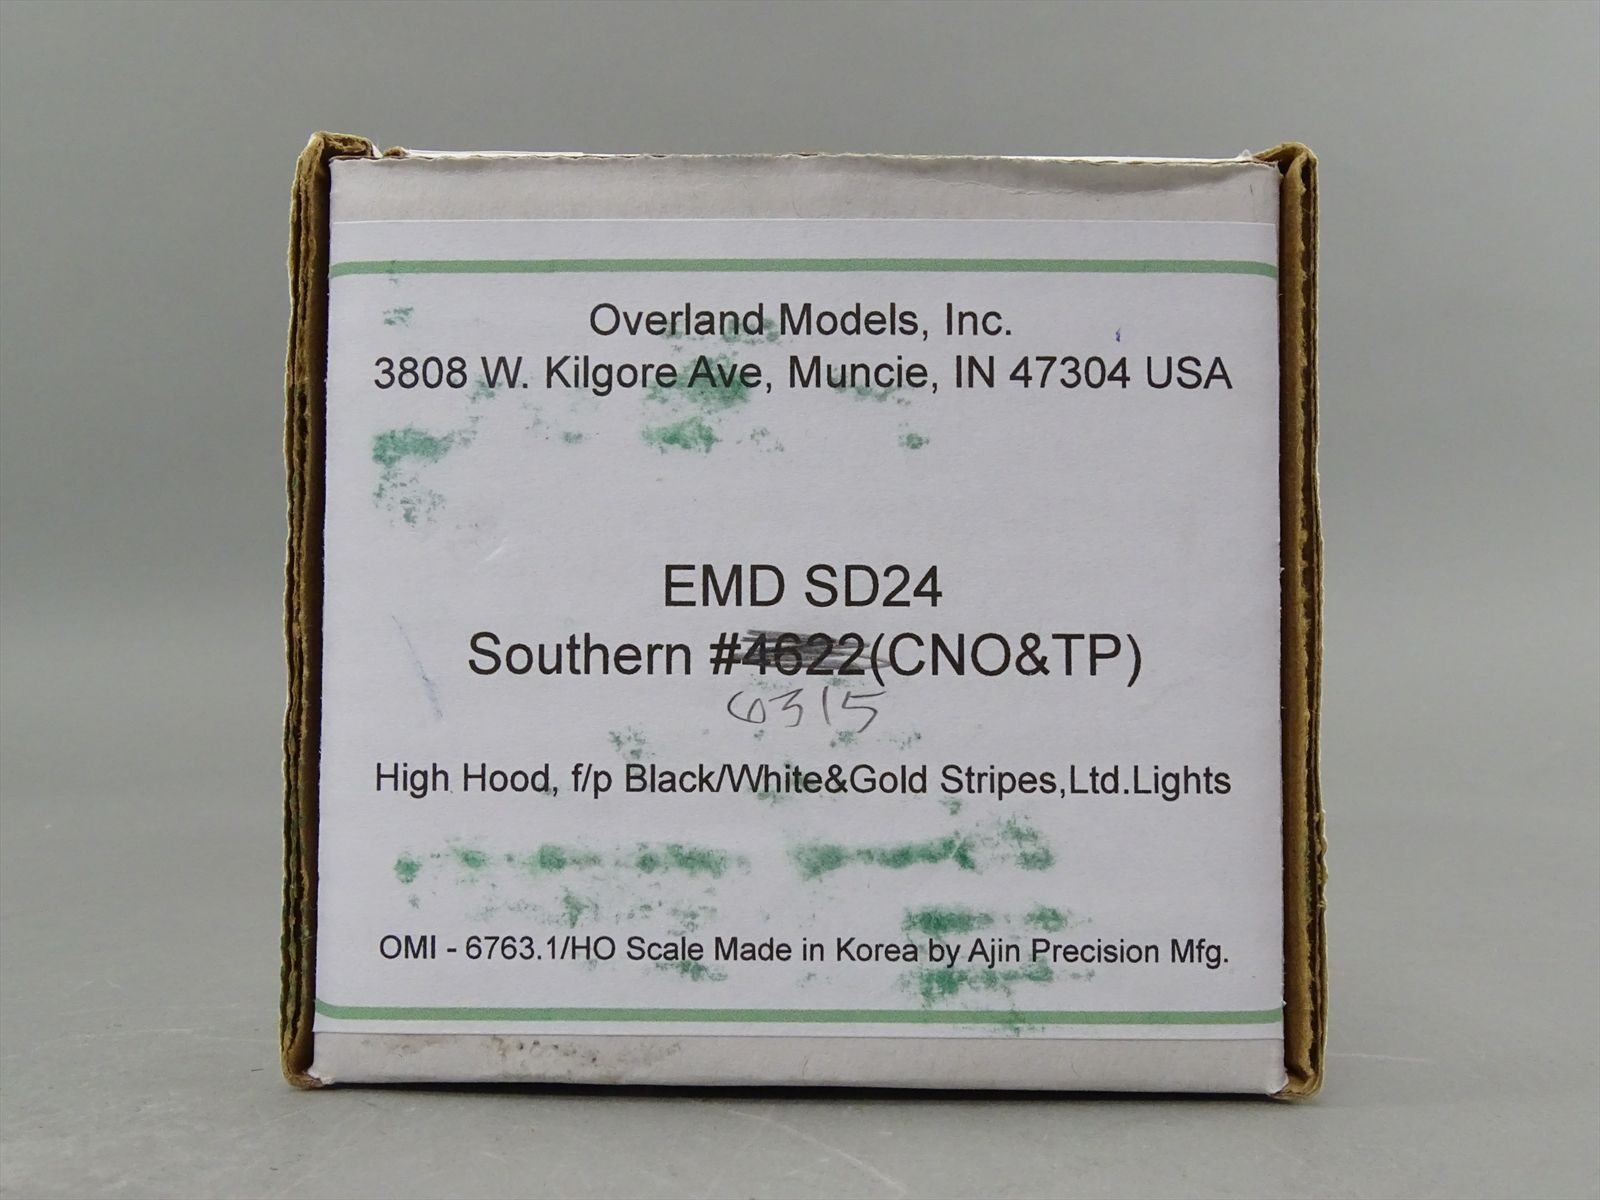 Overland Models, Inc.
3808 W. Kilgore Ave, Muncie, IN 47304 USA
EMD SD24
Southern #4622(CNO&TP)
6315
High Hood, f/p Black/White&Gold Stripes,Ltd.Lights
OMI - 6763.1/HO Scale Made in Korea by Ajin Precision Mfg.